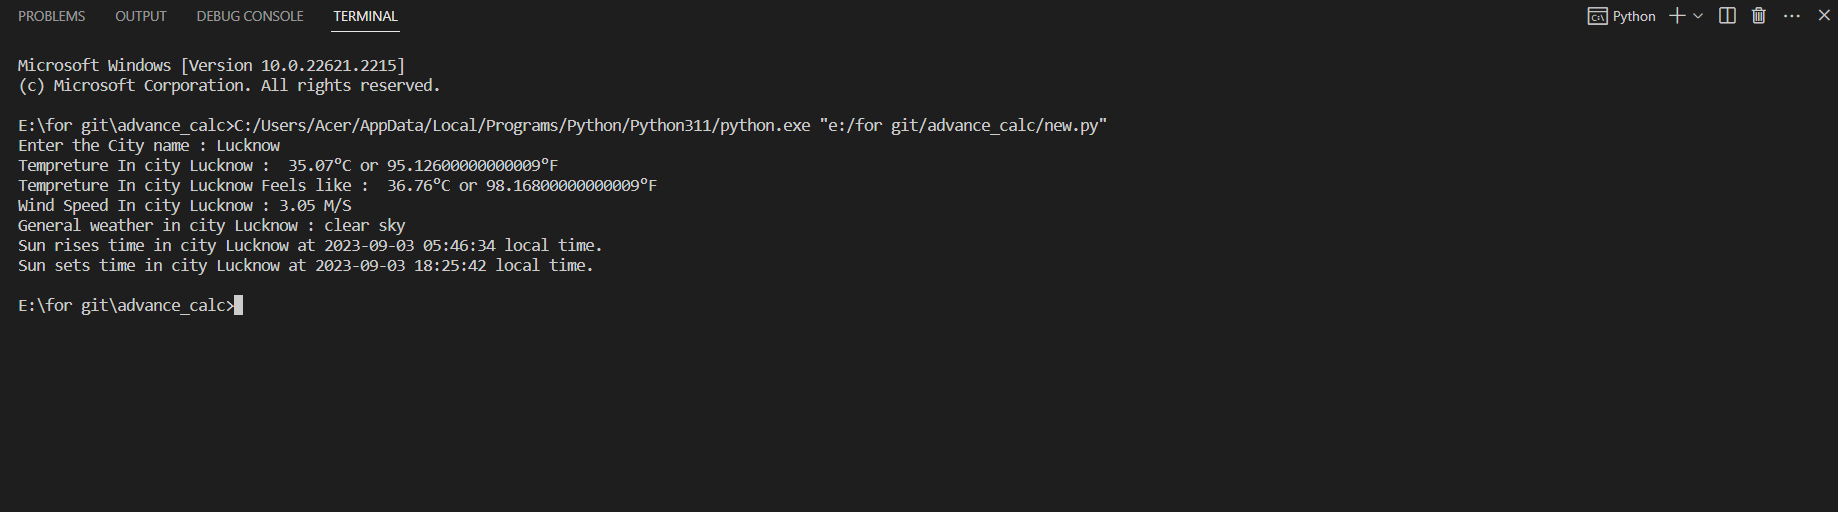 PROBLEMS OUTPUT DEBUG CONSOLE TERMINAL Python
Microsoft Windows [Version 10.0.22621.2215]
(c) Microsoft Corporation. All rights reserved.
E:\for git\advance_calc>C:/Users/Acer/AppData/Local/Programs/Python/Python311/python.exe "e:/for git/advance_calc/new.py"
Enter the City name : Lucknow
Tempreture In city Lucknow :  35.07ºC or 95.12600000000009ºF
Tempreture In city Lucknow Feels like :  36.76ºC or 98.16800000000009ºF
Wind Speed In city Lucknow : 3.05 M/S
General weather in city Lucknow : clear sky
Sun rises time in city Lucknow at 2023-09-03 05:46:34 local time.
Sun sets time in city Lucknow at 2023-09-03 18:25:42 local time.
E:\for git\advance_calc>